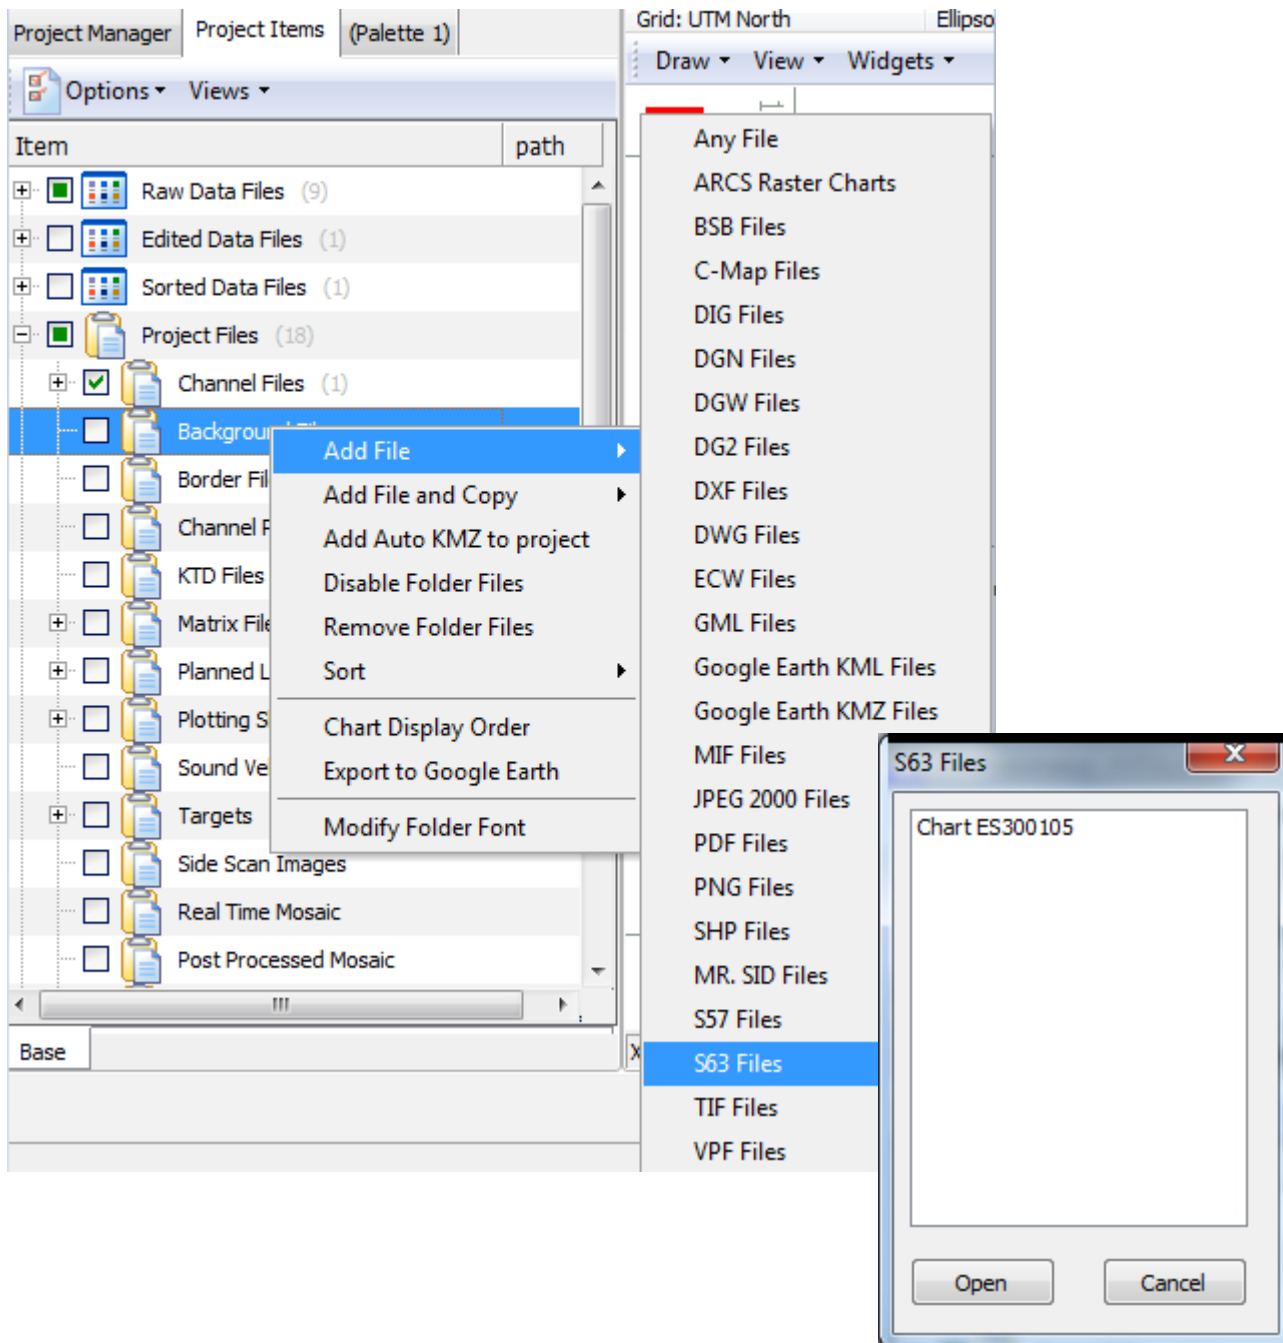 Project Manager
Project Items
(Palette 1)
Options
Views
Item
path
Raw Data Files (9)
Edited Data Files (1)
Sorted Data Files (1)
Project Files (18)
Channel Files (1)
Border
Channel
KTD Files
Matrix
Planned
Plotting
Sound
Targets
Side Scan Images
Real Time Mosaic
Post Processed Mosaic
Base
Add File
Add File and Copy
Add Auto KMZ to project
Disable Folder Files
Remove Folder Files
Sort
Chart Display Order
Export to Google Earth
Modify Folder Font
Grid: UTM North
Draw
View
Widgets
Any File
ARCS Raster Charts
BSB Files
C-Map Files
DIG Files
DGN Files
DGW Files
DG2 Files
DXF Files
DWG Files
ECW Files
GML Files
Google Earth KML Files
Google Earth KMZ Files
MIF Files
JPEG 2000 Files
PDF Files
PNG Files
SHP Files
MR. SID Files
S57 Files
S63 Files
TIF Files
VPF Files
S63 Files
Chart ES300105
Open
Cancel